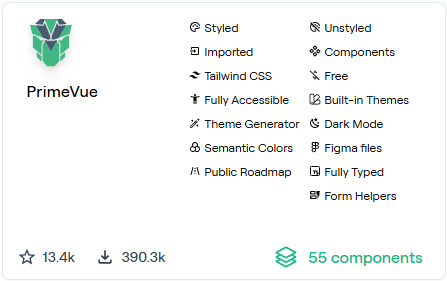 PrimeVue
Styled
Imported
Tailwind CSS
Fully Accessible
Theme Generator
Semantic Colors
Public Roadmap
Unstyled
Components
Free
Built-in Themes
Dark Mode
Figma files
Fully Typed
Form Helpers
13.4k
390.3k
55 components